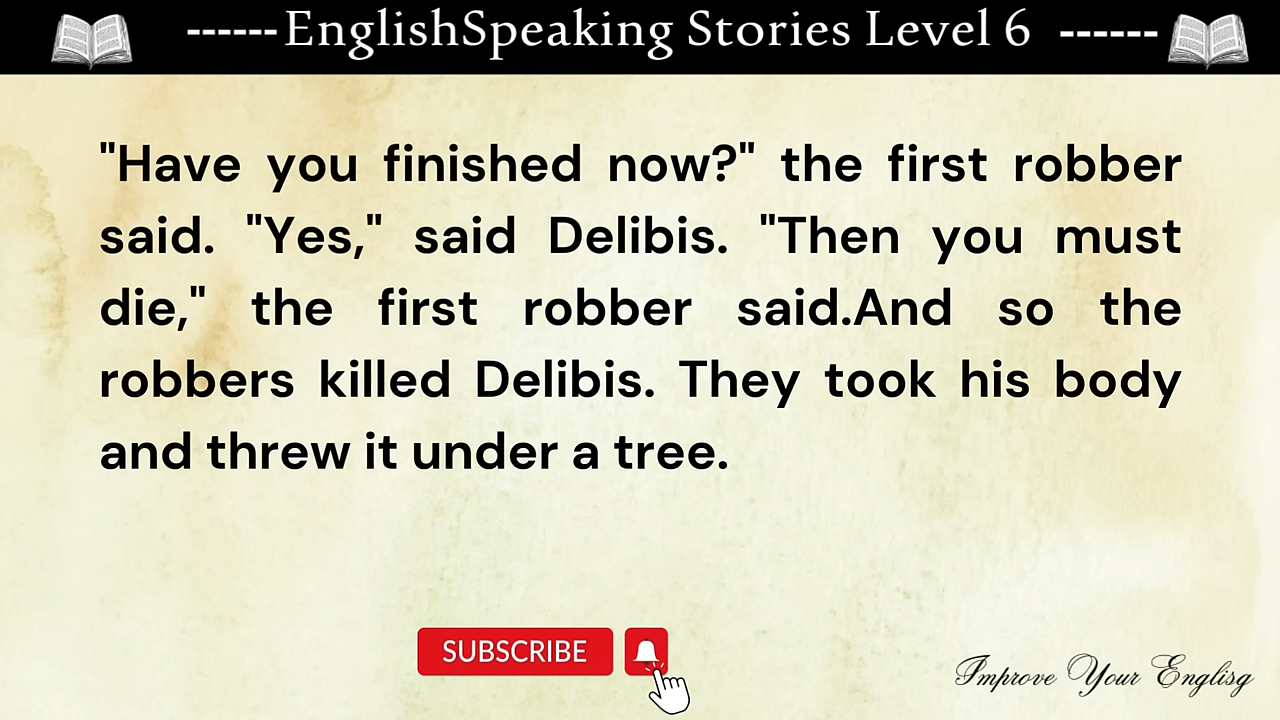 ------EnglishSpeaking Stories Level 6 ------
"Have you finished now?" the first robber
said. "Yes," said Delibis. "Then you must
die," the first robber said.And so the
robbers killed Delibis. They took his body
and threw it under a tree.
SUBSCRIBE
Improve Your Englisg